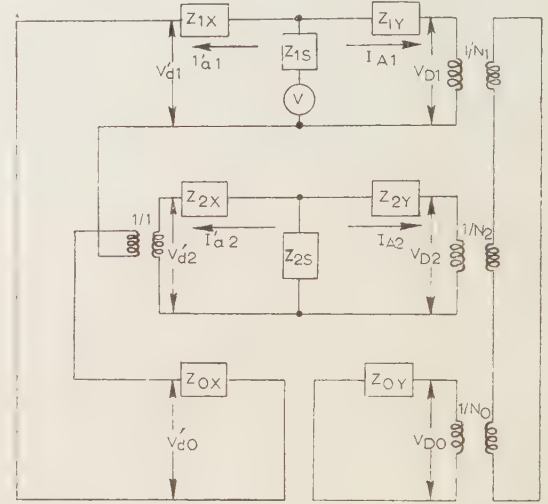 Z1X
Z1Y
I'a1
Z1S
IA1
V'd1
VD1
1/N1
V
Z2X
Z2Y
1/1
I'a2
IA2
V'd2
VD2
1/N2
Z2S
Z0X
Z0Y
V'd0
VD0
1/N0